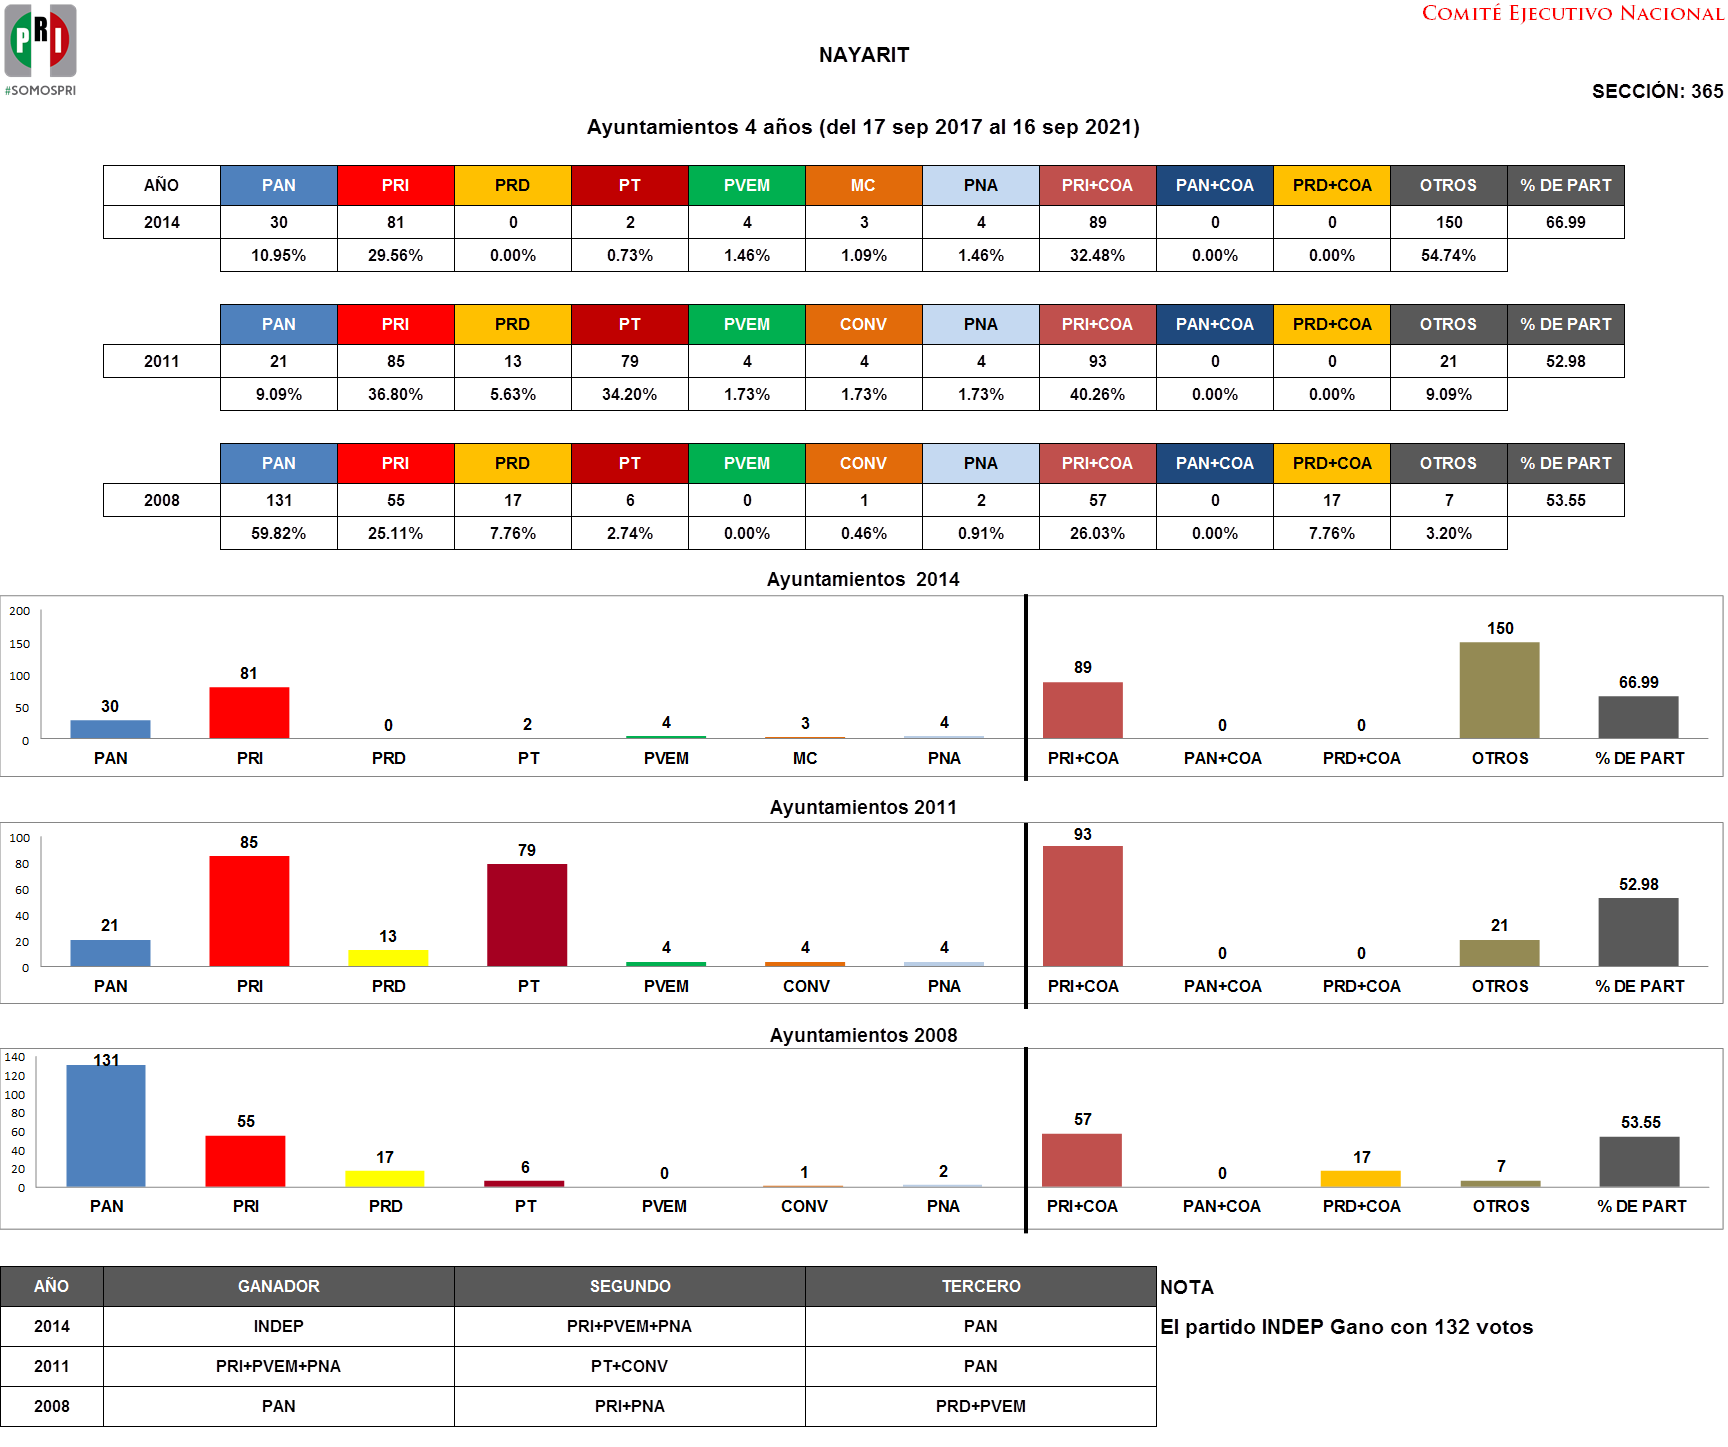 PRI
#SOMOSPRI
COMITÉ EJECUTIVO NACIONAL
NAYARIT
SECCIÓN: 365
Ayuntamientos 4 años (del 17 sep 2017 al 16 sep 2021)
AÑO PAN PRI PRD PT PVEM MC PNA PRI+COA PAN+COA PRD+COA OTROS % DE PART
2014 30 81 0 2 4 3 4 89 0 0 150 66.99
10.95% 29.56% 0.00% 0.73% 1.46% 1.09% 1.46% 32.48% 0.00% 0.00% 54.74%
PAN PRI PRD PT PVEM CONV PNA PRI+COA PAN+COA PRD+COA OTROS % DE PART
2011 21 85 13 79 4 4 4 93 0 0 21 52.98
9.09% 36.80% 5.63% 34.20% 1.73% 1.73% 1.73% 40.26% 0.00% 0.00% 9.09%
PAN PRI PRD PT PVEM CONV PNA PRI+COA PAN+COA PRD+COA OTROS % DE PART
2008 131 55 17 6 0 1 2 57 0 17 7 53.55
59.82% 25.11% 7.76% 2.74% 0.00% 0.46% 0.91% 26.03% 0.00% 7.76% 3.20%
Ayuntamientos 2014
200
150
100
50
0
30 81 0 2 4 3 4 89 0 0 150 66.99
PAN PRI PRD PT PVEM MC PNA PRI+COA PAN+COA PRD+COA OTROS % DE PART
Ayuntamientos 2011
100
80
60
40
20
0
21 85 13 79 4 4 4 93 0 0 21 52.98
PAN PRI PRD PT PVEM CONV PNA PRI+COA PAN+COA PRD+COA OTROS % DE PART
Ayuntamientos 2008
140
120
100
80
60
40
20
0
131 55 17 6 0 1 2 57 0 17 7 53.55
PAN PRI PRD PT PVEM CONV PNA PRI+COA PAN+COA PRD+COA OTROS % DE PART
AÑO GANADOR SEGUNDO TERCERO NOTA
2014 INDEP PRI+PVEM+PNA PAN El partido INDEP Gano con 132 votos
2011 PRI+PVEM+PNA PT+CONV PAN
2008 PAN PRI+PNA PRD+PVEM